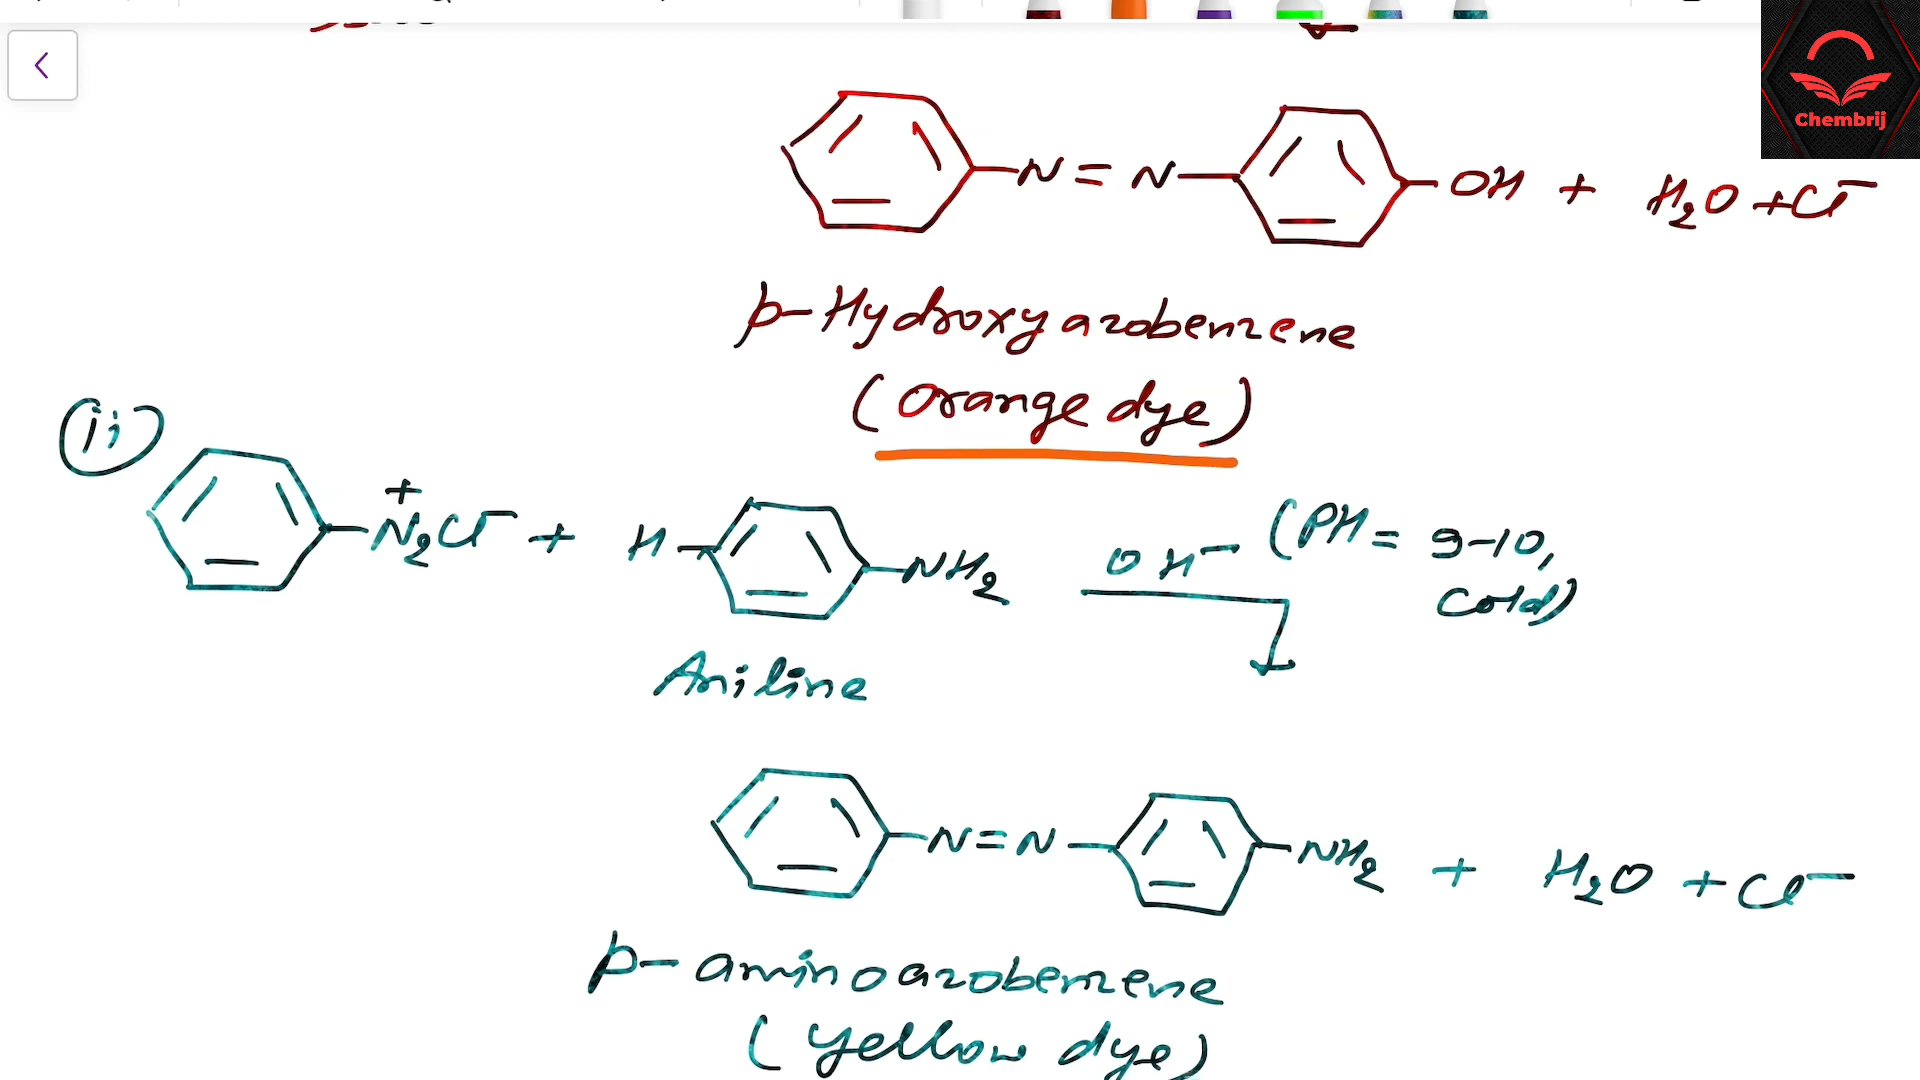 Chembrij
N = N OH + H2O + Cl-
p-Hydroxyazobenzene
(Orange dye)
(ii)
+
N2Cl- + H NH2 OH- (PH = 9-10,
Cold)
Aniline
N=N NH2 + H2O + Cl-
p-aminoazobenzene
(yellow dye)